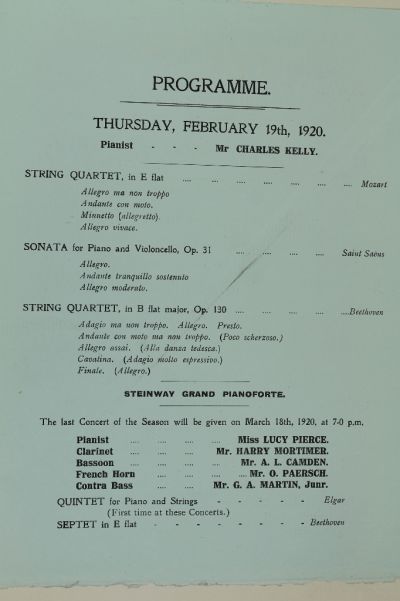 PROGRAMME.
THURSDAY, FEBRUARY 19th, 1920.
Pianist - - - Mr CHARLES KELLY.
STRING QUARTET, in E flat .... .... .... .... .... .... Mozart
Allegro ma non troppo
Andante con moto.
Minnetto (allegretto).
Allegro vivace.
SONATA for Piano and Violoncello, Op. 31 .... .... .... Saint Saens
Allegro.
Andante tranquillo sostenuto
Allegro moderato.
STRING QUARTET, in B flat major, Op. 130 .... .... .... ....Beethoven
Adagio ma non troppo. Allegro. Presto.
Andante con moto ma non troppo. (Poco scherzoso.)
Allegro assai. (Alla danza tedesca.)
Cavatina. (Adagio molto espressivo.)
Finale. (Allegro.)
STEINWAY GRAND PIANOFORTE.
The last Concert of the Season will be given on March 18th, 1920, at 7-0 p.m.
Pianist .... .... Miss LUCY PIERCE.
Clarinet .... .... Mr. HARRY MORTIMER.
Bassoon .... .... Mr. A. L. CAMDEN.
French Horn .... .... Mr. O. PAERSCH.
Contra Bass .... .... Mr. G. A. MARTIN, Junr.
QUINTET for Piano and Strings - - - - - Elgar
(First time at these Concerts.)
SEPTET in E flat - - - - - - - - - Beethoven